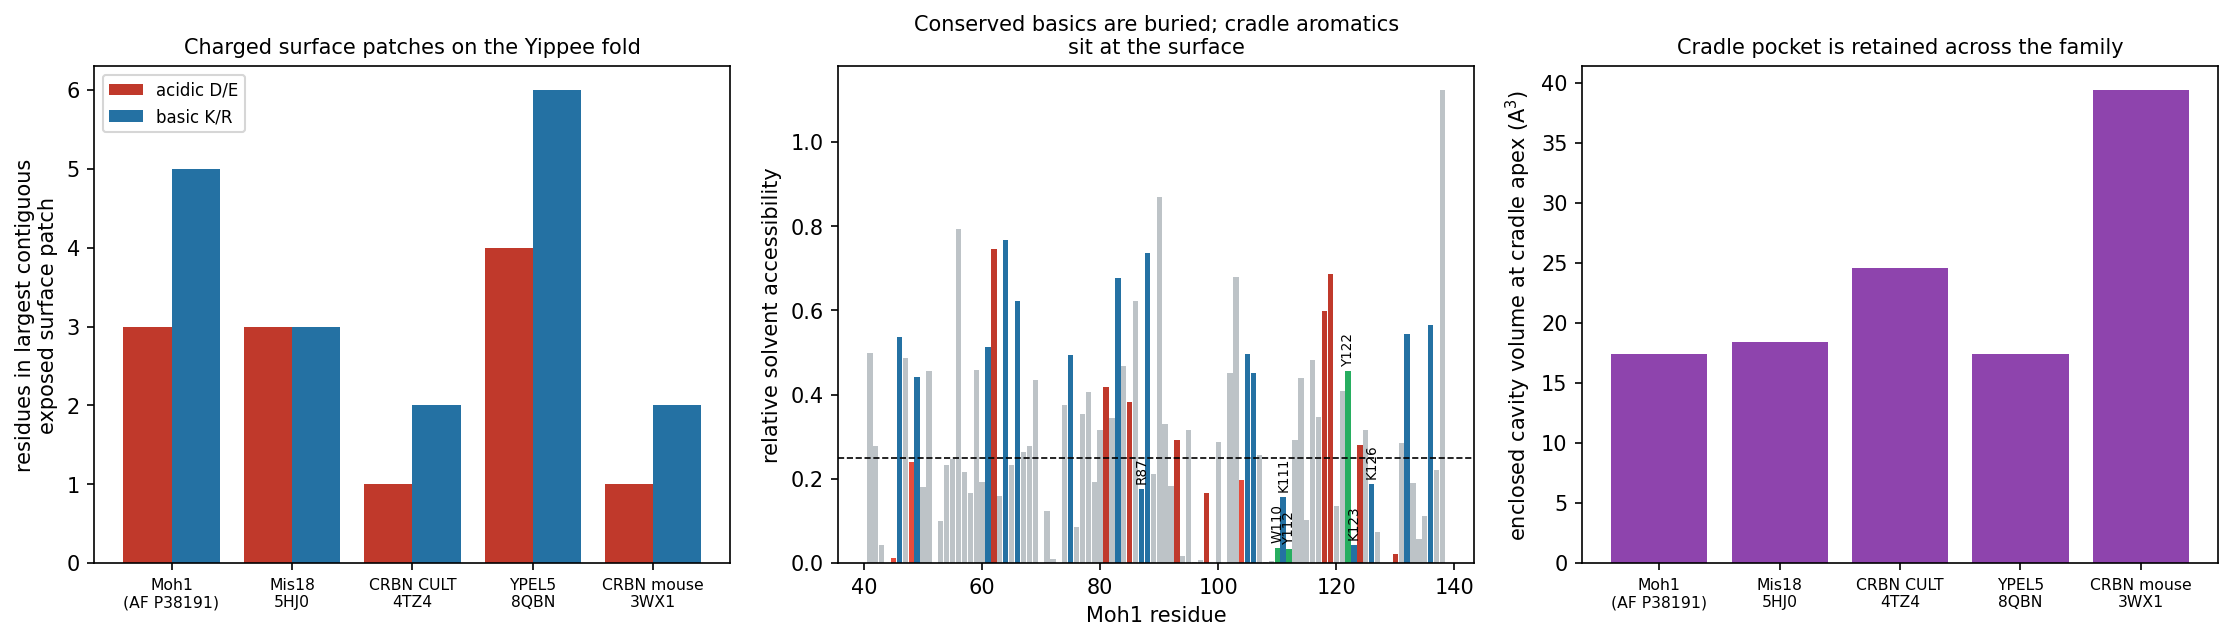 Charged surface patches on the Yippee fold
acidic D/E
basic K/R
residues in largest contiguous
exposed surface patch
6
5
4
3
2
1
0
Moh1
(AF P38191)
Mis18
5HJ0
CRBN CULT
4TZ4
YPEL5
8QBN
CRBN mouse
3WX1
Conserved basics are buried; cradle aromatics
sit at the surface
relative solvent accessibility
1.0
0.8
0.6
0.4
0.2
0.0
R87
W110
K111
Y112
Y122
K123
K126
40
60
80
100
120
140
Moh1 residue
Cradle pocket is retained across the family
enclosed cavity volume at cradle apex (A³)
40
35
30
25
20
15
10
5
0
Moh1
(AF P38191)
Mis18
5HJ0
CRBN CULT
4TZ4
YPEL5
8QBN
CRBN mouse
3WX1